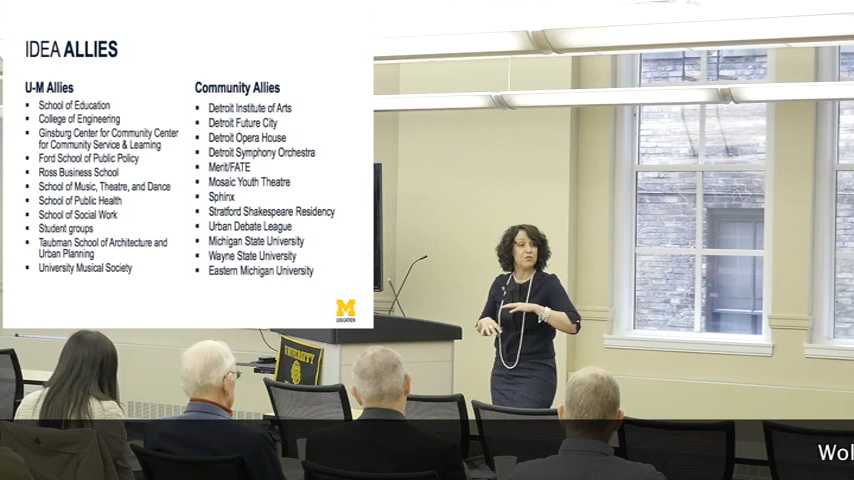 IDEA ALLIES
U-M Allies
School of Education
College of Engineering
Ginsburg Center for Community Center
for Community Service & Learning
Ford School of Public Policy
Ross Business School
School of Music, Theatre, and Dance
School of Public Health
School of Social Work
Student groups
Taubman School of Architecture and
Urban Planning
University Musical Society
Community Allies
Detroit Institute of Arts
Detroit Future City
Detroit Opera House
Detroit Symphony Orchestra
Merit/FATE
Mosaic Youth Theatre
Sphinx
Stratford Shakespeare Residency
Urban Debate League
Michigan State University
Wayne State University
Eastern Michigan University
M
EDUCATION
Wol